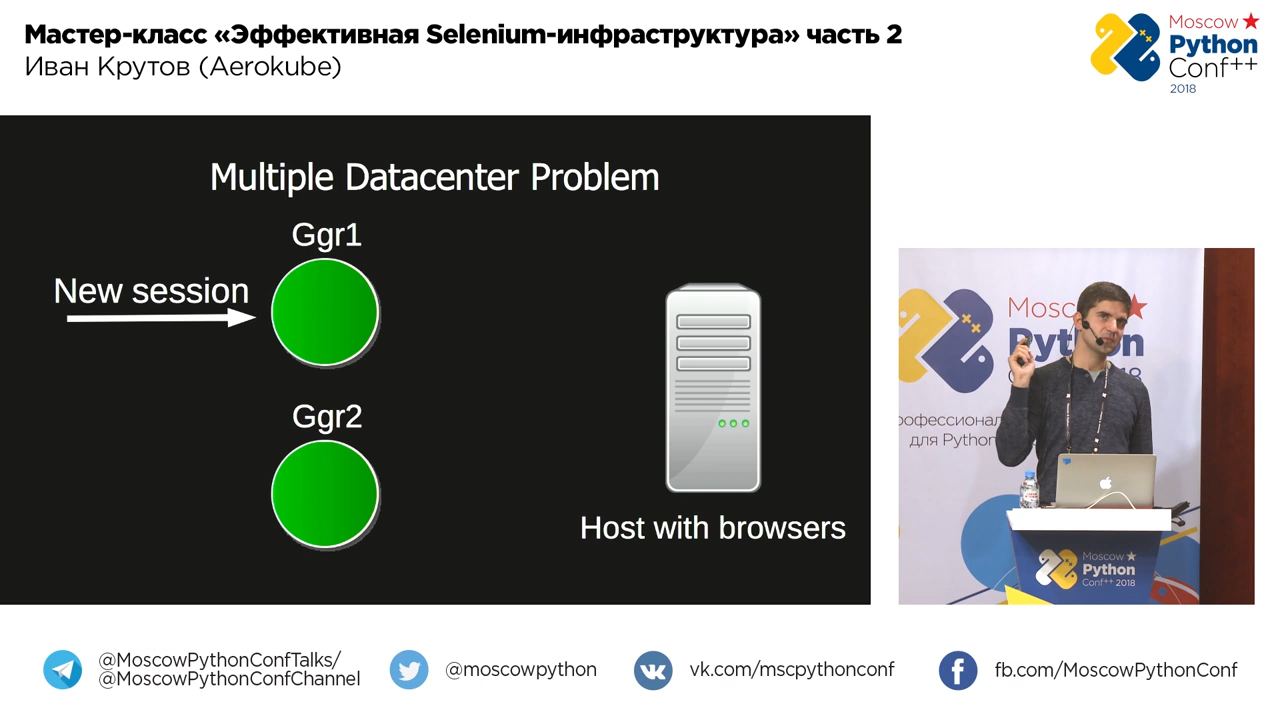 Мастер-класс «Эффективная Selenium-инфраструктура» часть 2
Иван Крутов (Aerokube)
Moscow
Python
Conf++
2018
Multiple Datacenter Problem
Ggr1
New session
Ggr2
Host with browsers
Moscow
Python
2018
рофессионал
для Python
Moscow
Python
Conf++ 2018
@MoscowPythonConfTalks/
@MoscowPythonConfChannel
@moscowpython
vk.com/mscpythonconf
fb.com/MoscowPythonConf